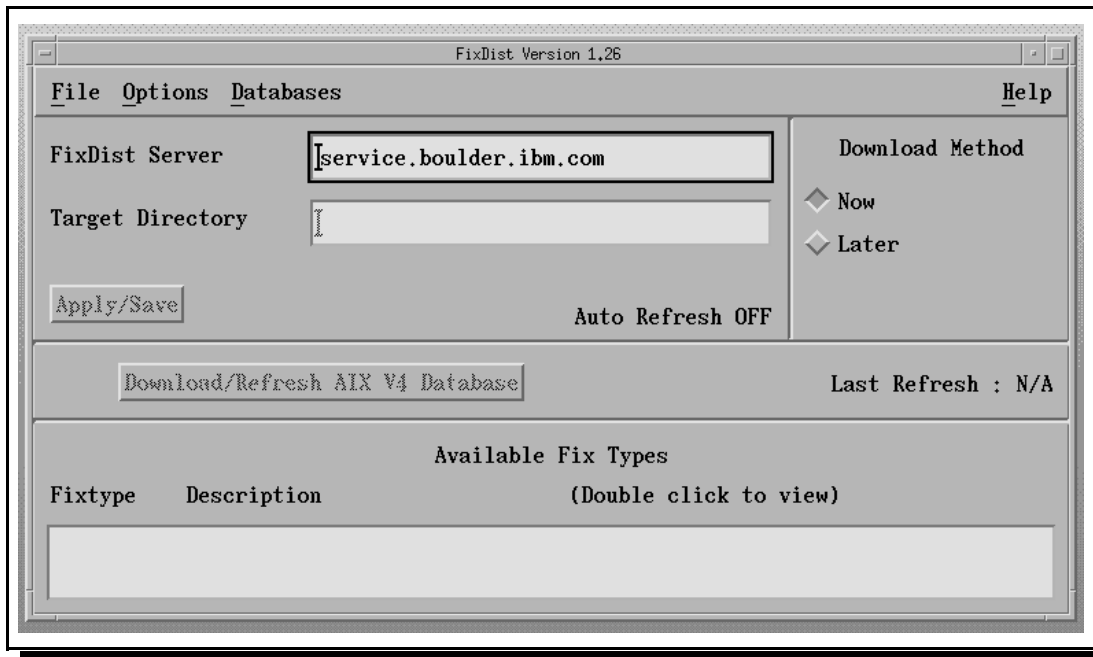 FixDist Version 1.26
File Options Databases Help
FixDist Server service.boulder.ibm.com
Download Method
Now
Target Directory
Later
Apply/Save
Auto Refresh OFF
Download/Refresh AIX V4 Database Last Refresh : N/A
Available Fix Types
Fixtype Description (Double click to view)